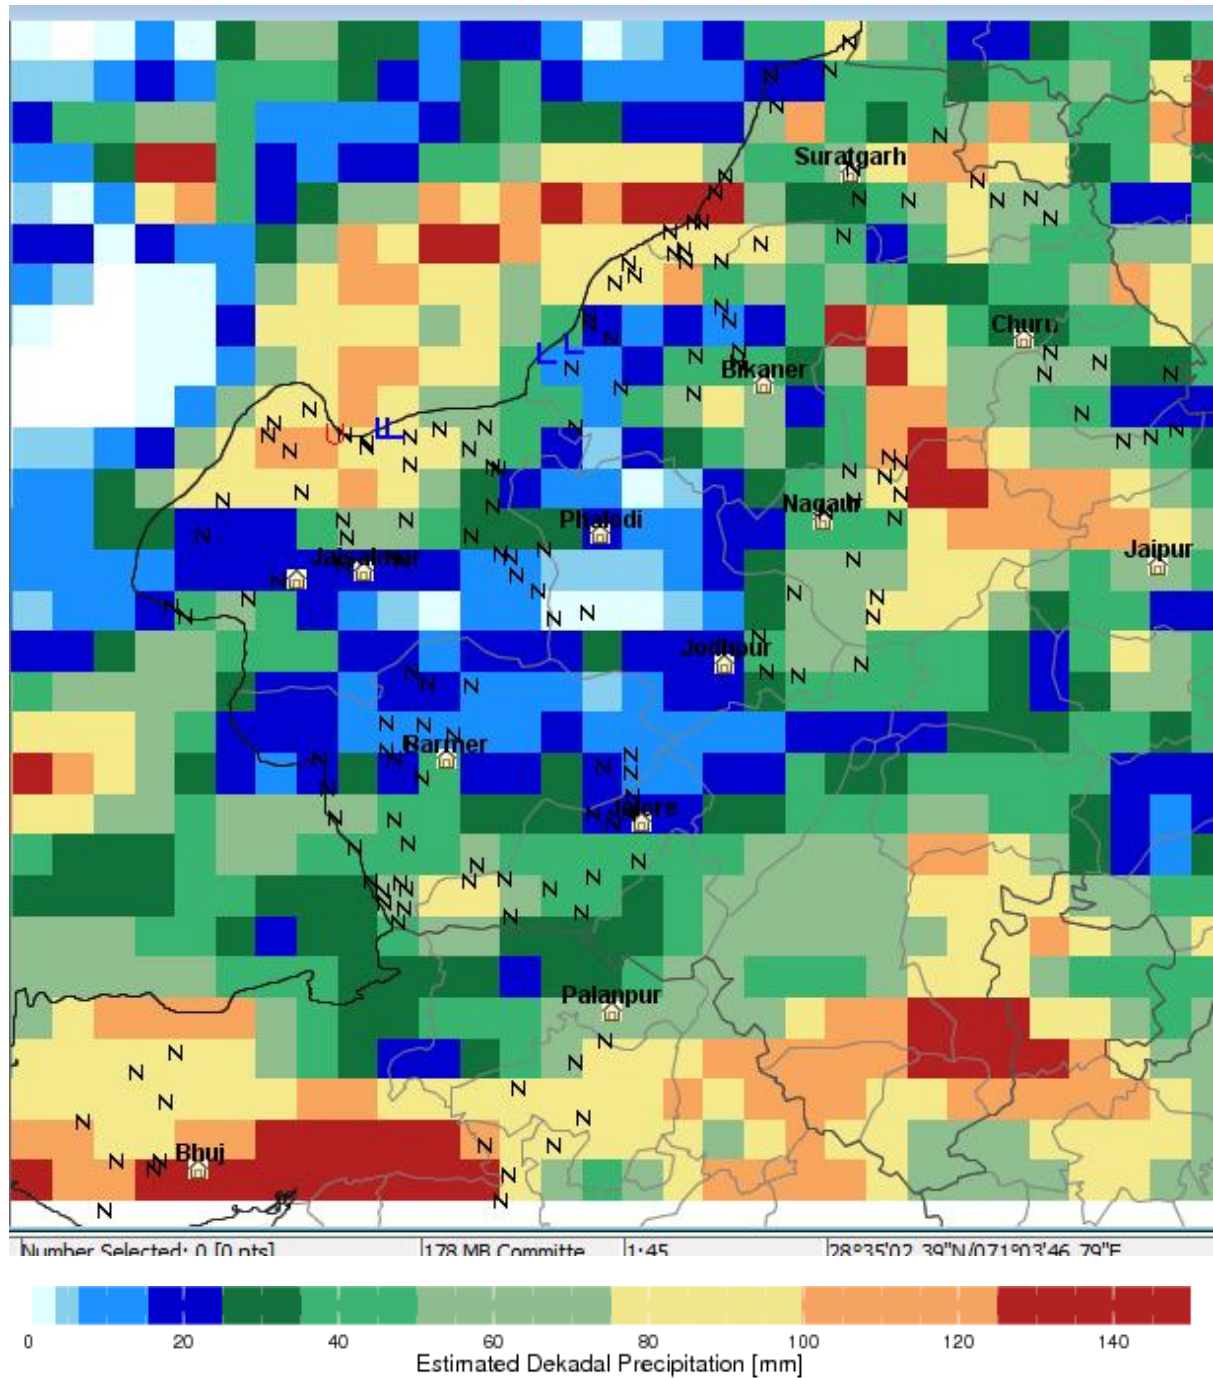 Suratgarh
Churu
Bikaner
Nagaur
Phalodi
Jaipur
Jodhpur
Barmer
Jalore
Palanpur
Bhuj
Number Selected: 0 [0 pts]
178 MB Committe
1:45
28°35'02.39"N/071°03'46.79"E
0 20 40 60 80 100 120 140
Estimated Dekadal Precipitation [mm]